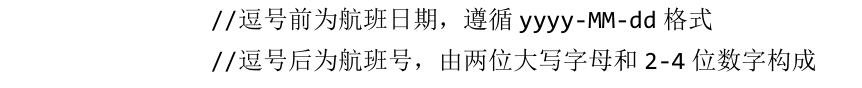 //逗号前为航班日期，遵循 yyyy-MM-dd 格式
//逗号后为航班号，由两位大写字母和 2-4 位数字构成